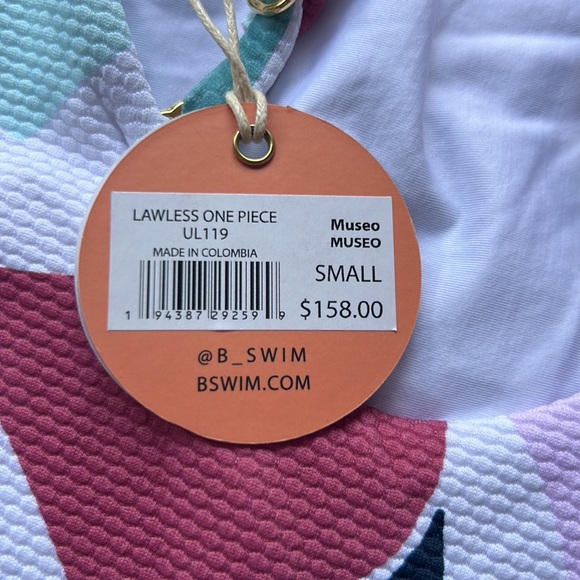 LAWLESS ONE PIECE
UL119
MADE IN COLOMBIA
1 94387 29259 9
Museo
MUSEO
SMALL
$158.00
@B_SWIM
BSWIM.COM